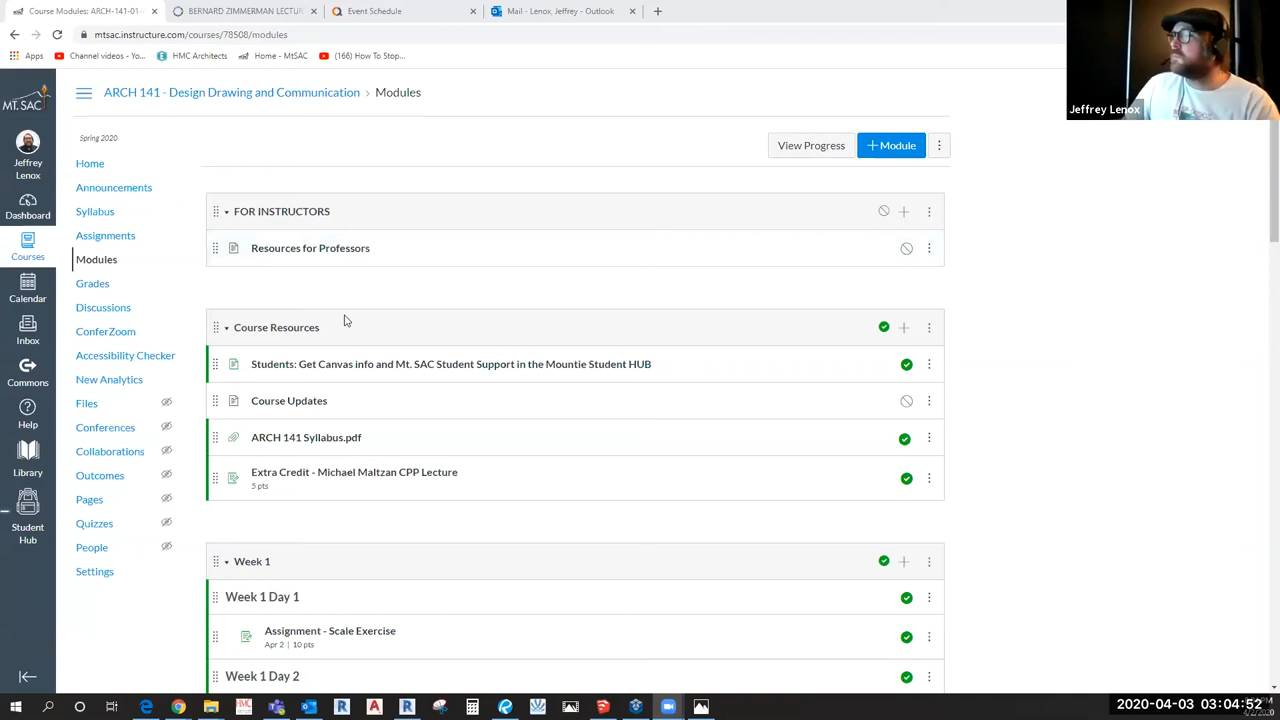 Course Modules: ARCH-141-01-
BERNARD ZIMMERMAN LECTUR
Event Schedule
Mail - Lenox, Jeffrey - Outlook
mtsac.instructure.com/courses/78508/modules
Apps
Channel videos - Yo...
HMC Architects
Home - MtSAC
(166) How To Stop...
Jeffrey Lenox
MT. SAC
ARCH 141 - Design Drawing and Communication › Modules
Spring 2020
View Progress
+ Module
Jeffrey
Lenox
Dashboard
Courses
Calendar
Inbox
Commons
Help
Library
Student
Hub
Home
Announcements
Syllabus
Assignments
Modules
Grades
Discussions
ConferZoom
Accessibility Checker
New Analytics
Files
Conferences
Collaborations
Outcomes
Pages
Quizzes
People
Settings
FOR INSTRUCTORS
Resources for Professors
Course Resources
Students: Get Canvas info and Mt. SAC Student Support in the Mountie Student HUB
Course Updates
ARCH 141 Syllabus.pdf
Extra Credit - Michael Maltzan CPP Lecture
5 pts
Week 1
Week 1 Day 1
Assignment - Scale Exercise
Apr 2 | 10 pts
Week 1 Day 2
HMC
2020-04-03 03:04:52
4/2/2020